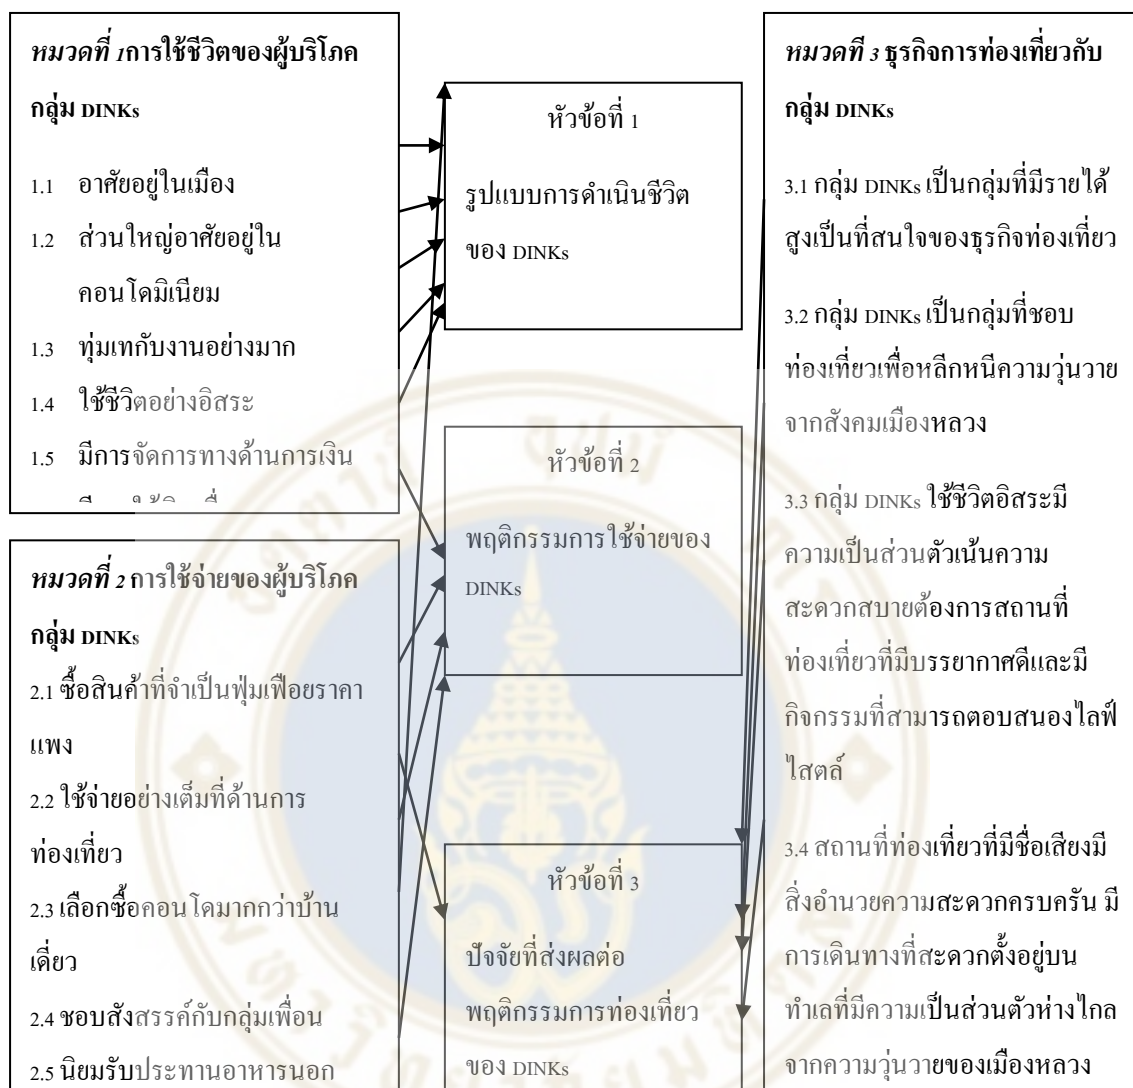 หมวดที่ 1การใช้ชีวิตของผู้บริโภค
กลุ่ม DINKs
1.1 อาศัยอยู่ในเมือง
1.2 ส่วนใหญ่อาศัยอยู่ใน
คอนโดมิเนียม
1.3 ทุ่มเทกับงานอย่างมาก
1.4 ใช้ชีวิตอย่างอิสระ
1.5 มีการจัดการทางด้านการเงิน
หมวดที่ 2 การใช้จ่ายของผู้บริโภค
กลุ่ม DINKs
2.1 ซื้อสินค้าที่จำเป็นฟุ่มเฟือยราคา
แพง
2.2 ใช้จ่ายอย่างเต็มที่ด้านการ
ท่องเที่ยว
2.3 เลือกซื้อคอนโดมากกว่าบ้าน
เดี่ยว
2.4 ชอบสังสรรค์กับกลุ่มเพื่อน
2.5 นิยมรับประทานอาหารนอก
หัวข้อที่ 1
รูปแบบการดำเนินชีวิต
ของ DINKs
หัวข้อที่ 2
พฤติกรรมการใช้จ่ายของ
DINKs
หัวข้อที่ 3
ปัจจัยที่ส่งผลต่อ
พฤติกรรมการท่องเที่ยว
ของ DINKs
หมวดที่ 3 ธุรกิจการท่องเที่ยวกับ
กลุ่ม DINKs
3.1 กลุ่ม DINKs เป็นกลุ่มที่มีรายได้
สูงเป็นที่สนใจของธุรกิจท่องเที่ยว
3.2 กลุ่ม DINKs เป็นกลุ่มที่ชอบ
ท่องเที่ยวเพื่อหลีกหนีความวุ่นวาย
จากสังคมเมืองหลวง
3.3 กลุ่ม DINKs ใช้ชีวิตอิสระมี
ความเป็นส่วนตัวเน้นความ
สะดวกสบายต้องการสถานที่
ท่องเที่ยวที่มีบรรยากาศดีและมี
กิจกรรมที่สามารถตอบสนองไลฟ์
ไสตล์
3.4 สถานที่ท่องเที่ยวที่มีชื่อเสียงมี
สิ่งอำนวยความสะดวกครบครัน มี
การเดินทางที่สะดวกตั้งอยู่บน
ทำเลที่มีความเป็นส่วนตัวห่างไกล
จากความวุ่นวายของเมืองหลวง